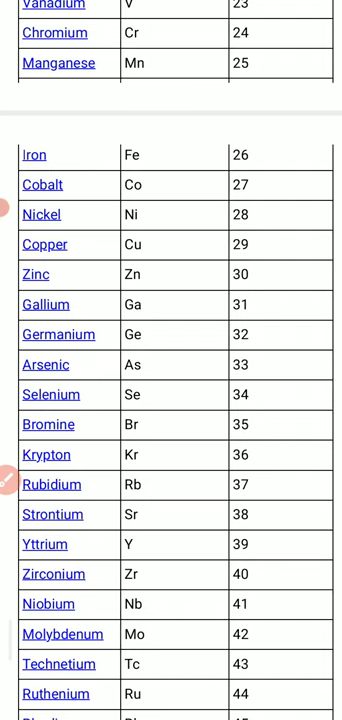 Vanadium V 23
Chromium Cr 24
Manganese Mn 25
Iron Fe 26
Cobalt Co 27
Nickel Ni 28
Copper Cu 29
Zinc Zn 30
Gallium Ga 31
Germanium Ge 32
Arsenic As 33
Selenium Se 34
Bromine Br 35
Krypton Kr 36
Rubidium Rb 37
Strontium Sr 38
Yttrium Y 39
Zirconium Zr 40
Niobium Nb 41
Molybdenum Mo 42
Technetium Tc 43
Ruthenium Ru 44